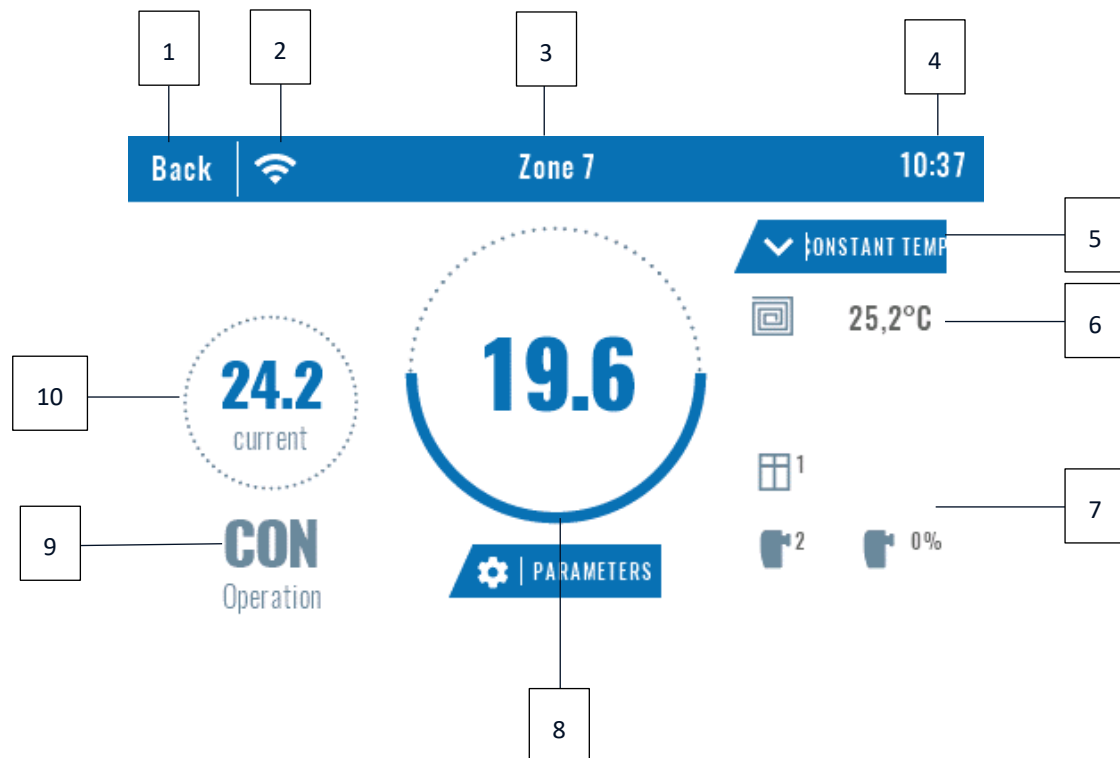 1
2
3
4
Back
Zone 7
10:37
CONSTANT TEMP
5
25,2°C
6
24.2
current
10
19.6
1
7
2
0%
CON
Operation
9
PARAMETERS
8